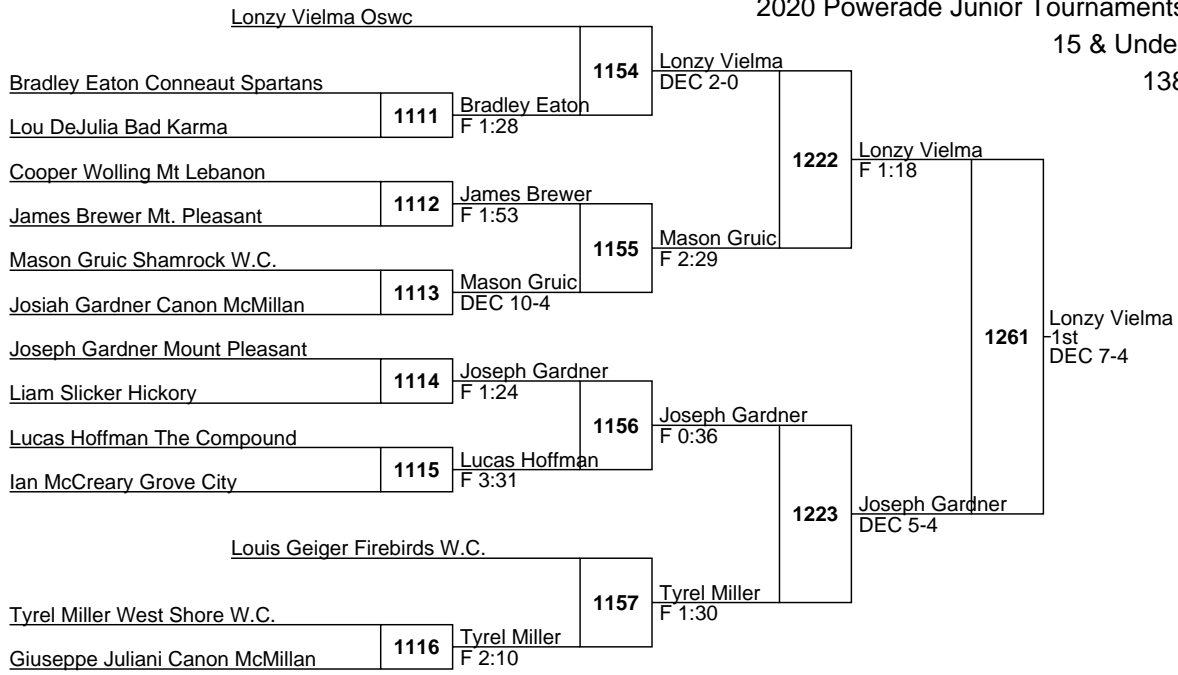 2020 Powerade Junior Tournaments
15 & Unde
138
Lonzy Vielma Oswc
1154
Lonzy Vielma
DEC 2-0
Bradley Eaton Conneaut Spartans
1111
Bradley Eaton
F 1:28
Lou DeJulia Bad Karma
1222
Lonzy Vielma
F 1:18
Cooper Wolling Mt Lebanon
1112
James Brewer
F 1:53
James Brewer Mt. Pleasant
1155
Mason Gruic
F 2:29
Mason Gruic Shamrock W.C.
1113
Mason Gruic
DEC 10-4
Josiah Gardner Canon McMillan
1261
Lonzy Vielma
1st
DEC 7-4
Joseph Gardner Mount Pleasant
1114
Joseph Gardner
F 1:24
Liam Slicker Hickory
1156
Joseph Gardner
F 0:36
Lucas Hoffman The Compound
1115
Lucas Hoffman
F 3:31
Ian McCreary Grove City
1223
Joseph Gardner
DEC 5-4
Louis Geiger Firebirds W.C.
1157
Tyrel Miller
F 1:30
Tyrel Miller West Shore W.C.
1116
Tyrel Miller
F 2:10
Giuseppe Juliani Canon McMillan